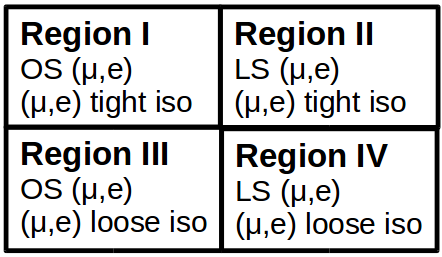 Region I
OS (μ,e)
(μ,e) tight iso
Region II
LS (μ,e)
(μ,e) tight iso
Region III
OS (μ,e)
(μ,e) loose iso
Region IV
LS (μ,e)
(μ,e) loose iso